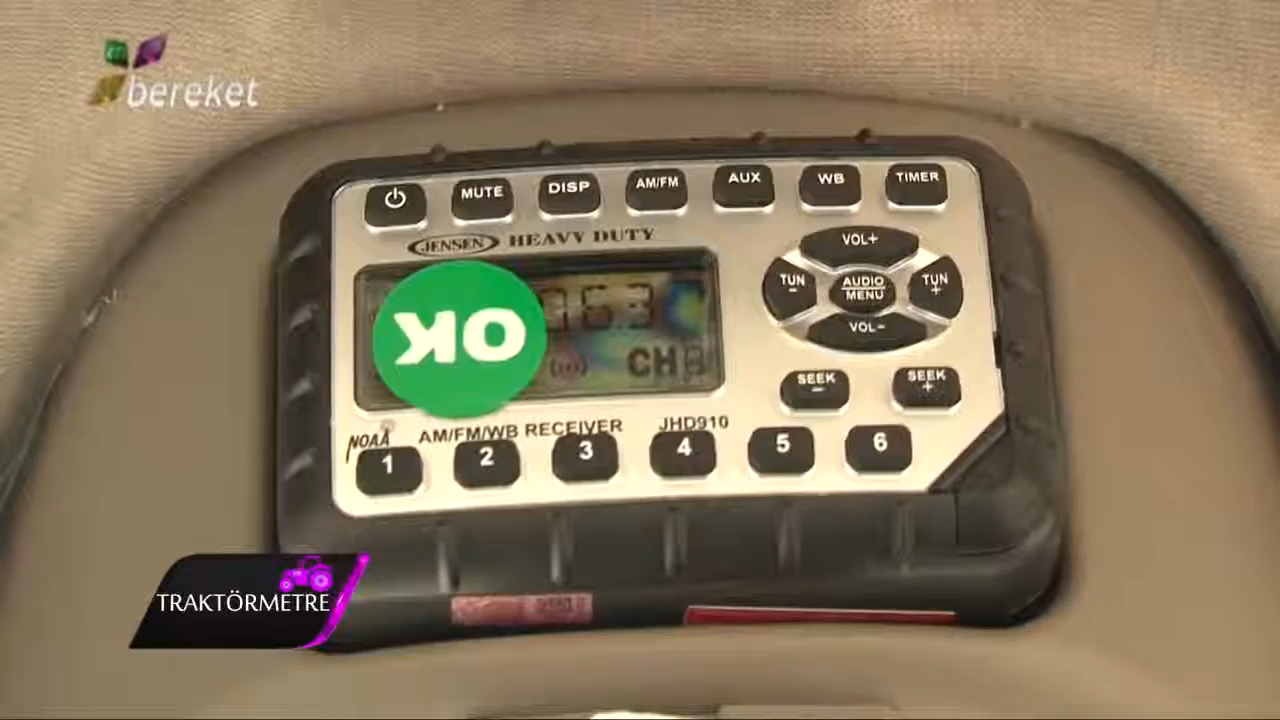 bereket
MUTE DISP AM/FM AUX WB TIMER
JENSEN HEAVY DUTY
VOL+
TUN - AUDIO MENU TUN +
VOL-
OK
63
CH
SEEK - SEEK +
NOAA AM/FM/WB RECEIVER JHD910
1 2 3 4 5 6
TRAKTÖRMETRE